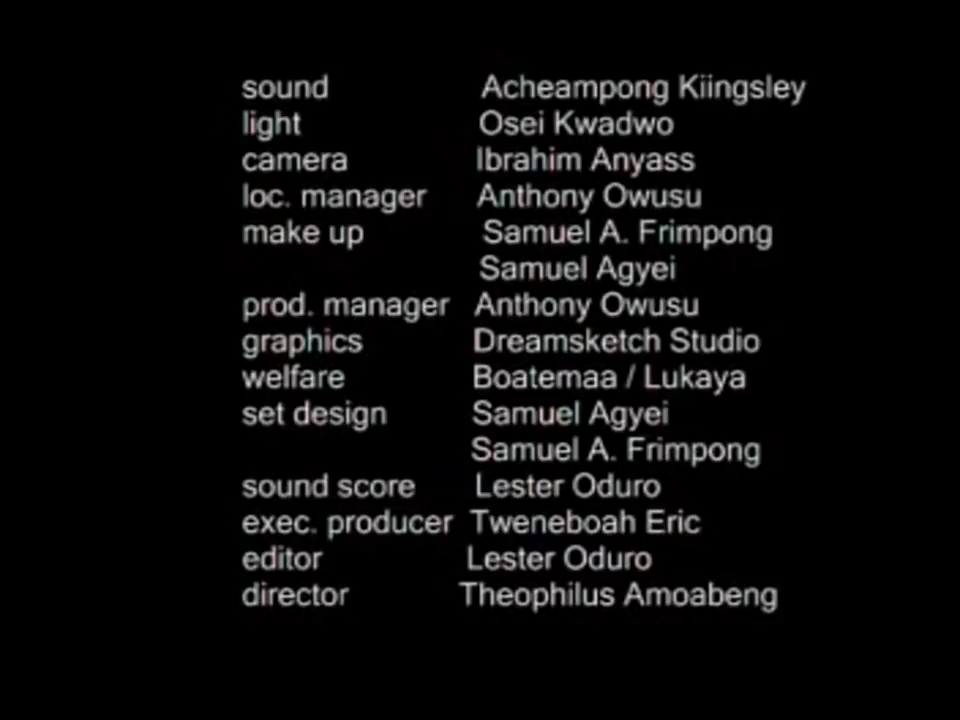 sound Acheampong Kiingsley
light Osei Kwadwo
camera Ibrahim Anyass
loc. manager Anthony Owusu
make up Samuel A. Frimpong
Samuel Agyei
prod. manager Anthony Owusu
graphics Dreamsketch Studio
welfare Boatemaa / Lukaya
set design Samuel Agyei
Samuel A. Frimpong
sound score Lester Oduro
exec. producer Tweneboah Eric
editor Lester Oduro
director Theophilus Amoabeng